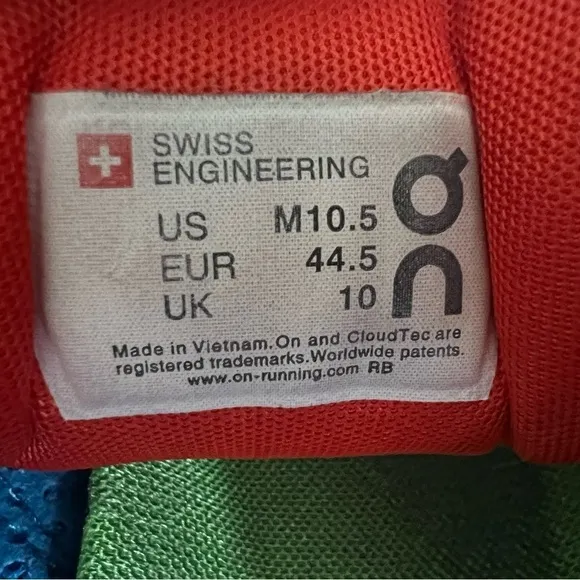 SWISS
ENGINEERING
US M10.5
EUR 44.5
UK 10
On
Made in Vietnam.On and CloudTec are
registered trademarks.Worldwide patents.
www.on-running.com RB